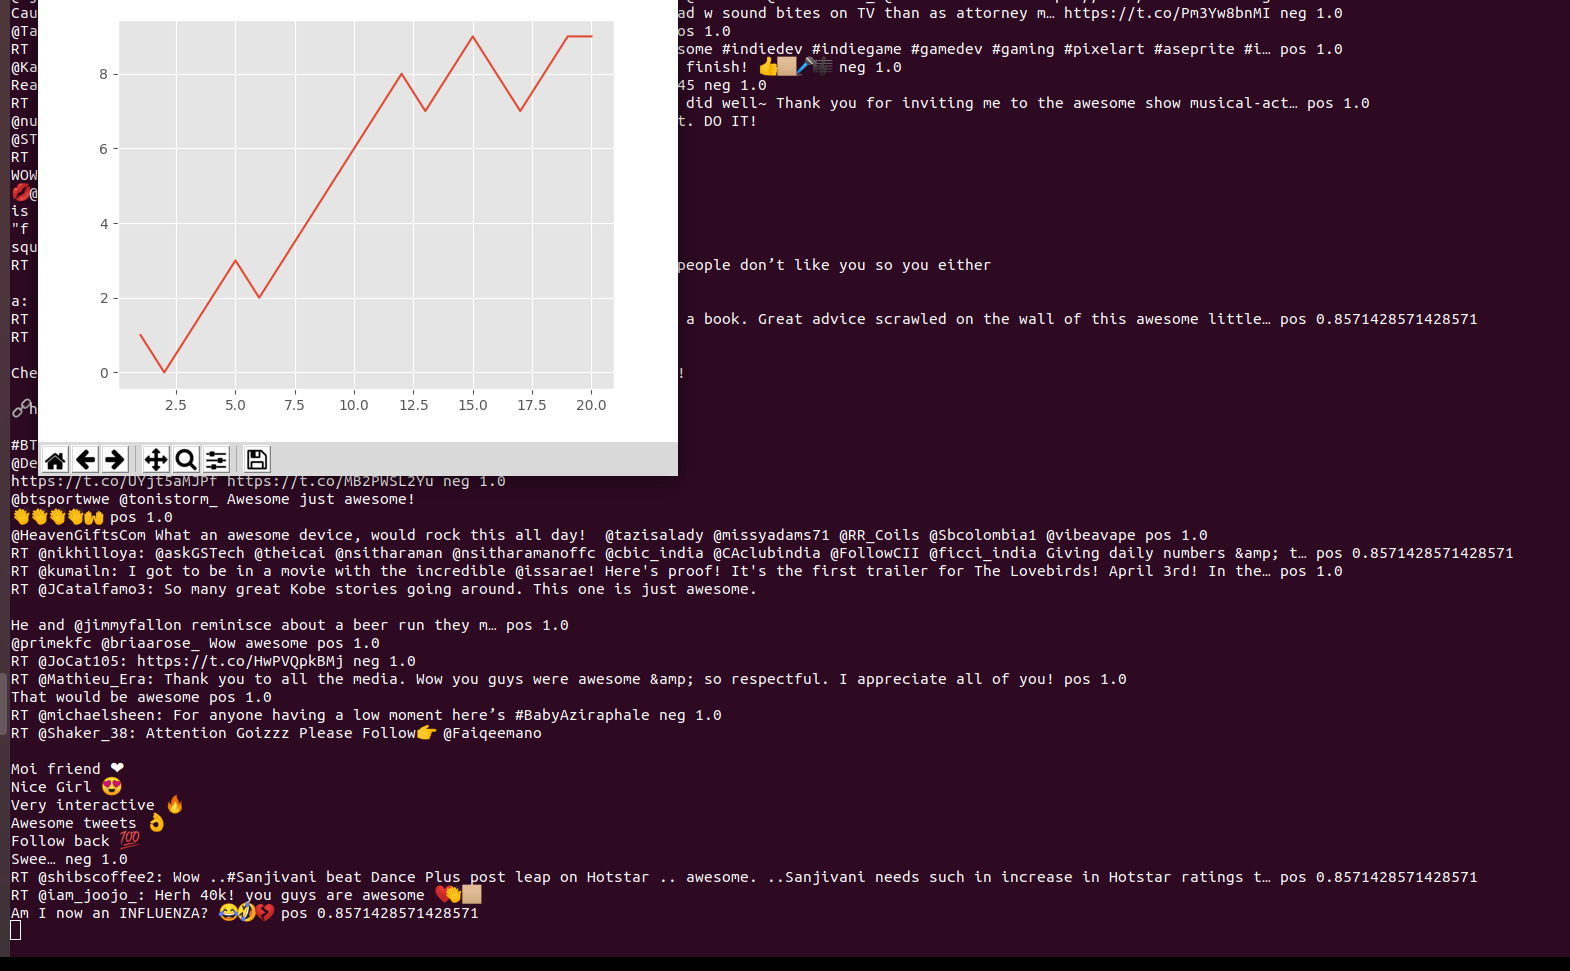 ad w sound bites on TV than as attorney m… https://t.co/Pm3Yw8bnMI neg 1.0
Cau
@Ta
os 1.0
RT
some #indiedev #indiegame #gamedev #gaming #pixelart #aseprite #i… pos 1.0
@Ka
finish! 👍🏼🎤🎼 neg 1.0
Rea
45 neg 1.0
RT
did well~ Thank you for inviting me to the awesome show musical-act… pos 1.0
@nu
t. DO IT!
@ST
RT
WOW
💋@
is
"f
squ
RT
people don’t like you so you either
a:
RT
a book. Great advice scrawled on the wall of this awesome little… pos 0.8571428571428571
RT
Che
!
🔗h
#BT
@De
8
6
4
2
0
2.5 5.0 7.5 10.0 12.5 15.0 17.5 20.0
https://t.co/UYjt5aMJPf https://t.co/MB2PWSL2Yu neg 1.0
@btsportwwe @tonistorm_ Awesome just awesome!
👏👏👏👏🙌 pos 1.0
@HeavenGiftsCom What an awesome device, would rock this all day!  @tazisalady @missyadams71 @RR_Coils @Sbcolombia1 @vibeavape pos 1.0
RT @nikhilloya: @askGSTech @theicai @nsitharaman @nsitharamanoffc @cbic_india @CAclubindia @FollowCII @ficci_india Giving daily numbers &amp; t… pos 0.8571428571428571
RT @kumailn: I got to be in a movie with the incredible @issarae! Here's proof! It's the first trailer for The Lovebirds! April 3rd! In the… pos 1.0
RT @JCatalfamo3: So many great Kobe stories going around. This one is just awesome.
He and @jimmyfallon reminisce about a beer run they m… pos 1.0
@primekfc @briaarose_ Wow awesome pos 1.0
RT @JoCat105: https://t.co/HwPVQpkBMj neg 1.0
RT @Mathieu_Era: Thank you to all the media. Wow you guys were awesome &amp; so respectful. I appreciate all of you! pos 1.0
That would be awesome pos 1.0
RT @michaelsheen: For anyone having a low moment here’s #BabyAziraphale neg 1.0
RT @Shaker_38: Attention Goizzz Please Follow👉 @Faiqeemano
Moi friend ❤
Nice Girl 😍
Very interactive 🔥
Awesome tweets 👌
Follow back 💯
Swee… neg 1.0
RT @shibscoffee2: Wow ..#Sanjivani beat Dance Plus post leap on Hotstar .. awesome. ..Sanjivani needs such in increase in Hotstar ratings t… pos 0.8571428571428571
RT @iam_joojo_: Herh 40k! you guys are awesome ❤👏🏼
Am I now an INFLUENZA? 😂🤣💔 pos 0.8571428571428571